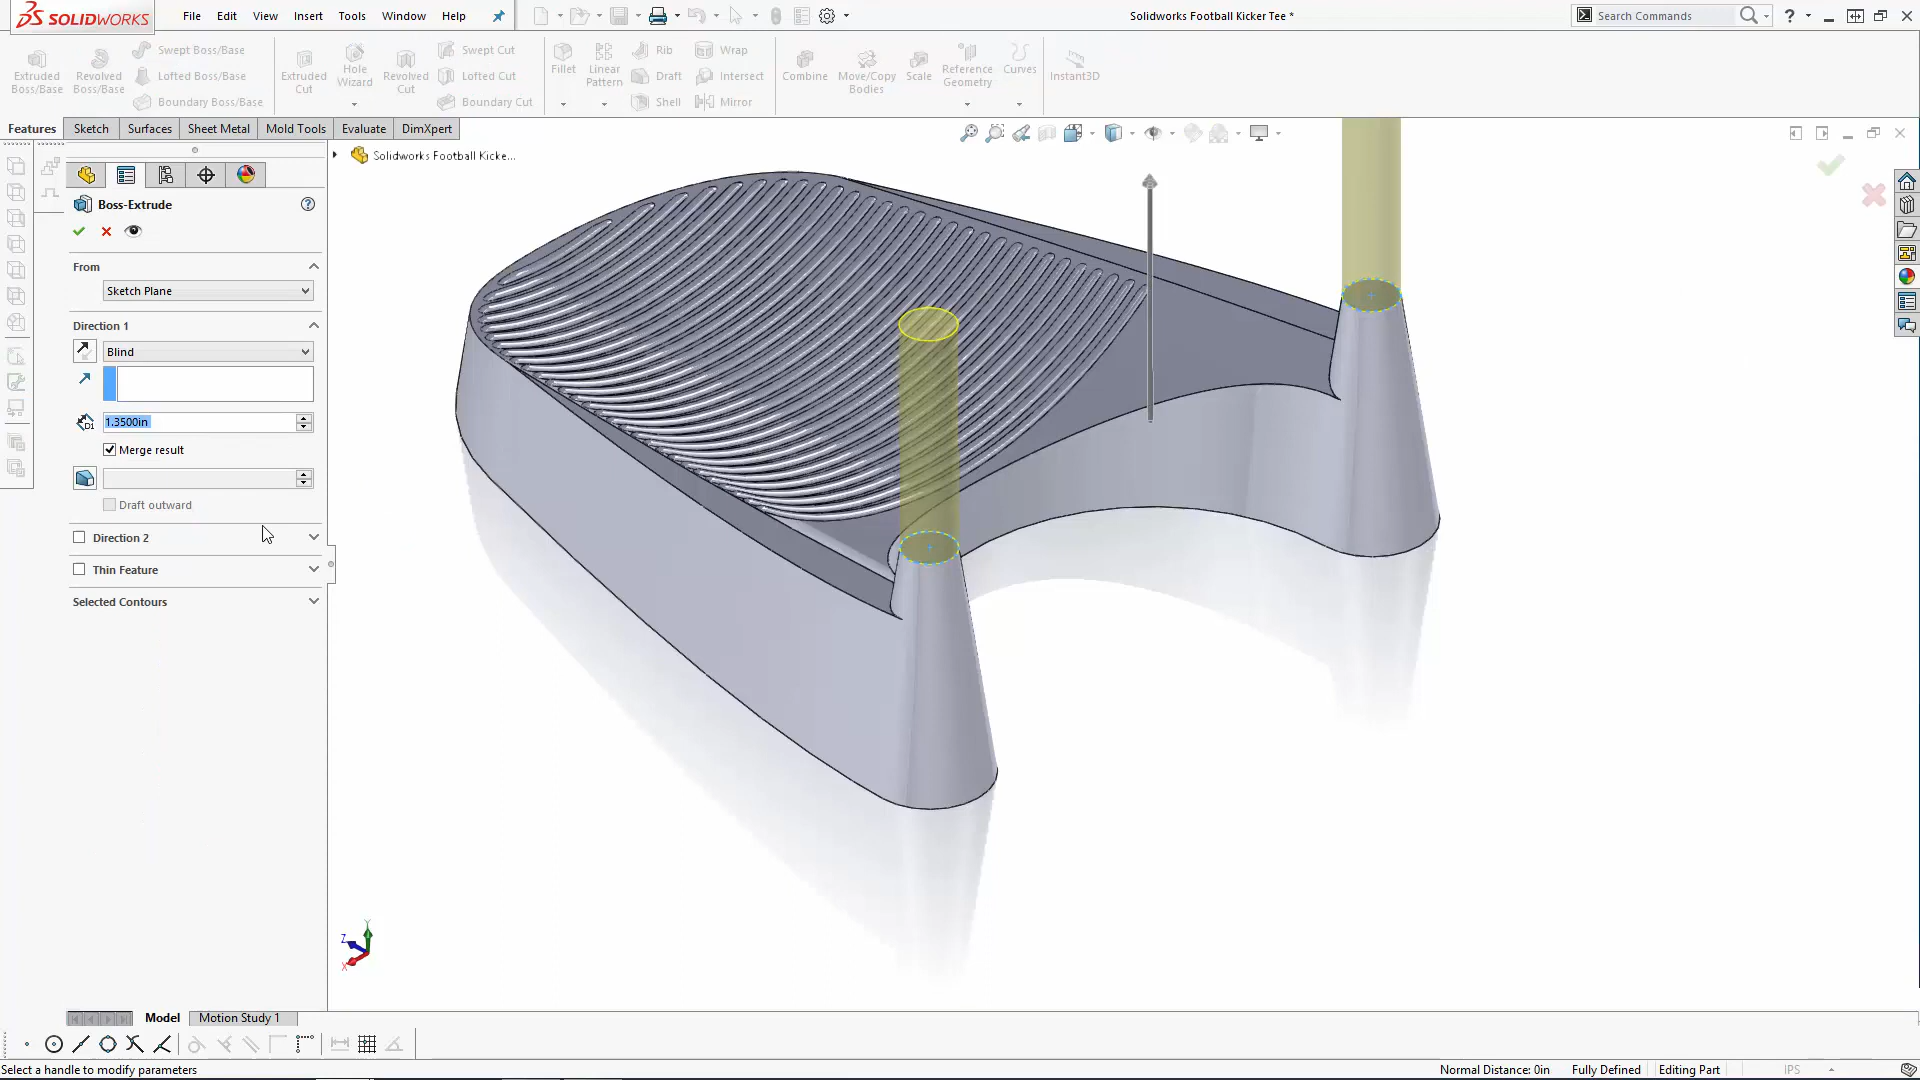 SOLIDWORKS
File Edit View Insert Tools Window Help
Solidworks Football Kicker Tee *
Search Commands
Extruded Boss/Base
Revolved Boss/Base
Swept Boss/Base
Lofted Boss/Base
Boundary Boss/Base
Extruded Cut
Hole Wizard
Revolved Cut
Swept Cut
Lofted Cut
Boundary Cut
Fillet
Linear Pattern
Rib
Draft
Shell
Wrap
Intersect
Mirror
Combine
Move/Copy Bodies
Scale
Reference Geometry
Curves
Instant3D
Features Sketch Surfaces Sheet Metal Mold Tools Evaluate DimXpert
Solidworks Football Kicke...
Boss-Extrude
From
Sketch Plane
Direction 1
Blind
D1
1.3500in
Merge result
Draft outward
Direction 2
Thin Feature
Selected Contours
Y
Z
X
Model Motion Study 1
Select a handle to modify parameters
Normal Distance: 0in Fully Defined Editing Part IPS